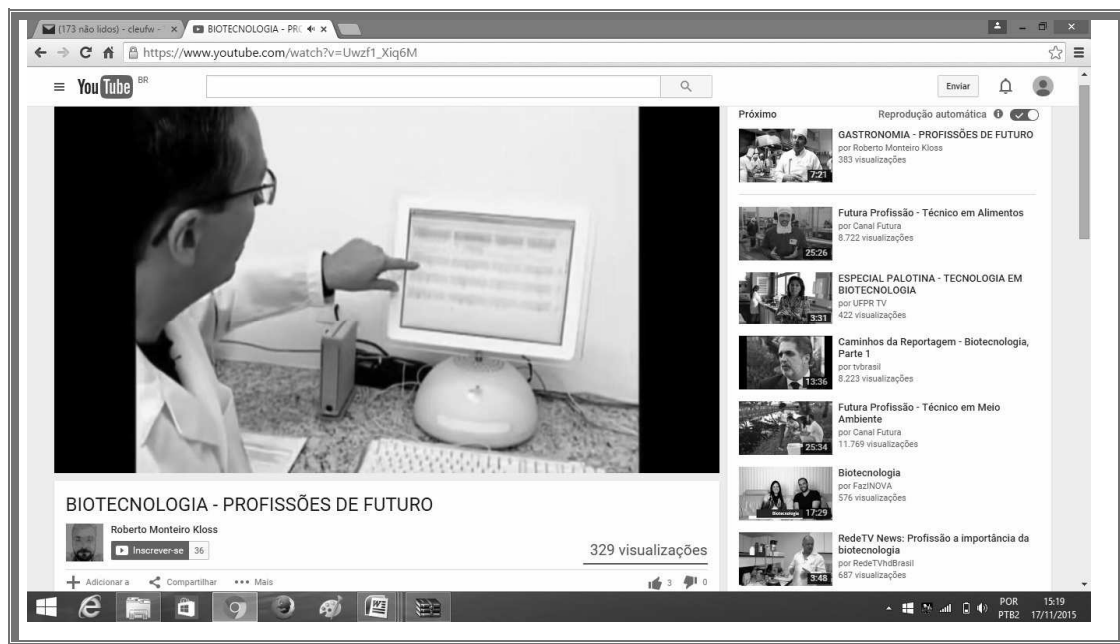 (173 não lidos) - cleufw -
BIOTECNOLOGIA - PRO
https://www.youtube.com/watch?v=Uwzf1_Xiq6M
YouTube BR
Enviar
Próximo
Reprodução automática
GASTRONOMIA - PROFISSÕES DE FUTURO
por Roberto Monteiro Kloss
383 visualizações
7:21
Futura Profissão - Técnico em Alimentos
por Canal Futura
8.722 visualizações
25:26
ESPECIAL PALOTINA - TECNOLOGIA EM
BIOTECNOLOGIA
por UFPR TV
422 visualizações
3:31
Caminhos da Reportagem - Biotecnologia,
Parte 1
por tvbrasil
8.223 visualizações
13:36
Futura Profissão - Técnico em Meio
Ambiente
por Canal Futura
11.769 visualizações
25:34
Biotecnologia
por FazINOVA
576 visualizações
Biotecnologia
17:29
RedeTV News: Profissão a importância da
biotecnologia
por RedeTVhdBrasil
687 visualizações
3:48
BIOTECNOLOGIA - PROFISSÕES DE FUTURO
Roberto Monteiro Kloss
Inscrever-se 36
329 visualizações
Adicionar a Compartilhar Mais
3 0
POR 15:19
PTB2 17/11/2015